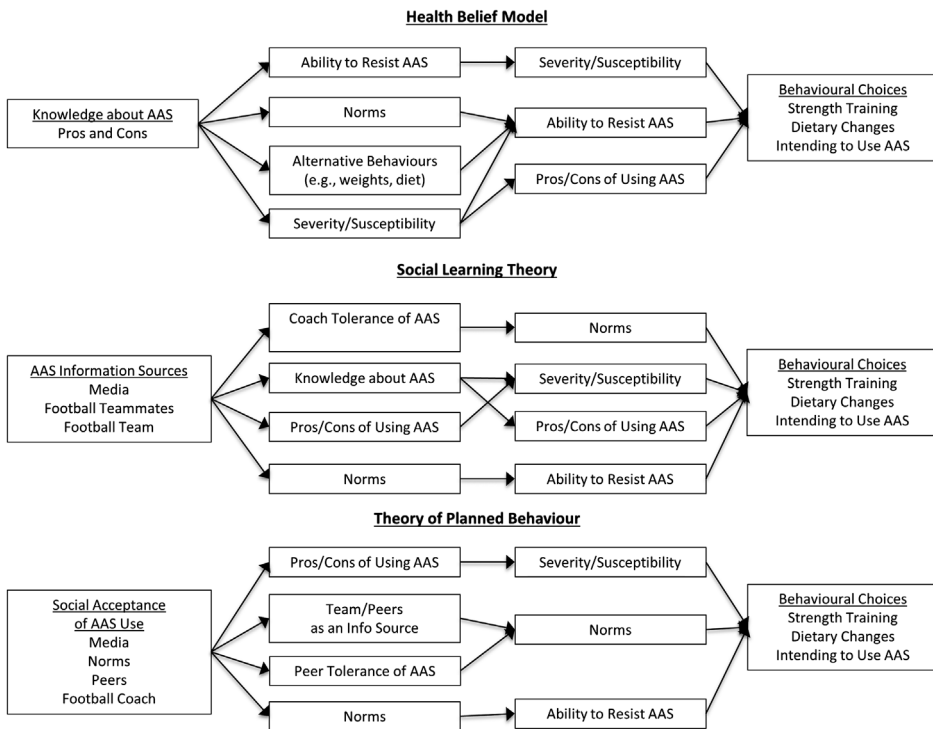 Health Belief Model
Ability to Resist AAS
Severity/Susceptibility
Knowledge about AAS
Pros and Cons
Norms
Alternative Behaviours
(e.g., weights, diet)
Severity/Susceptibility
Ability to Resist AAS
Pros/Cons of Using AAS
Behavioural Choices
Strength Training
Dietary Changes
Intending to Use AAS
Social Learning Theory
AAS Information Sources
Media
Football Teammates
Football Team
Coach Tolerance of AAS
Knowledge about AAS
Pros/Cons of Using AAS
Norms
Norms
Severity/Susceptibility
Pros/Cons of Using AAS
Ability to Resist AAS
Behavioural Choices
Strength Training
Dietary Changes
Intending to Use AAS
Theory of Planned Behaviour
Social Acceptance
of AAS Use
Media
Norms
Peers
Football Coach
Pros/Cons of Using AAS
Team/Peers
as an Info Source
Peer Tolerance of AAS
Norms
Severity/Susceptibility
Norms
Ability to Resist AAS
Behavioural Choices
Strength Training
Dietary Changes
Intending to Use AAS